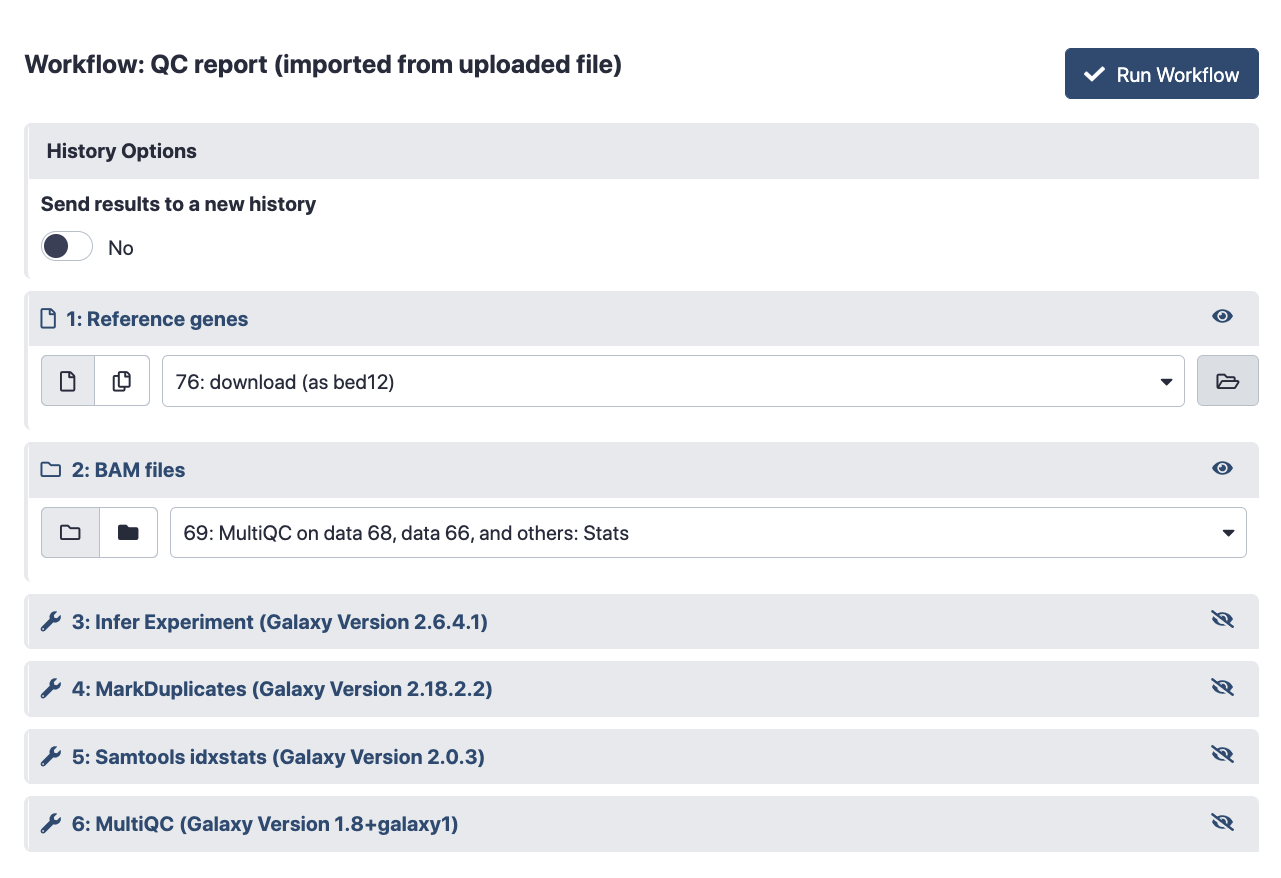 Workflow: QC report (imported from uploaded file)
Run Workflow
History Options
Send results to a new history
No
1: Reference genes
76: download (as bed12)
2: BAM files
69: MultiQC on data 68, data 66, and others: Stats
3: Infer Experiment (Galaxy Version 2.6.4.1)
4: MarkDuplicates (Galaxy Version 2.18.2.2)
5: Samtools idxstats (Galaxy Version 2.0.3)
6: MultiQC (Galaxy Version 1.8+galaxy1)